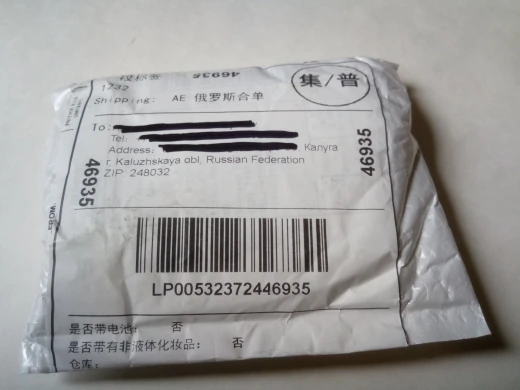 46935
1232
集/普
Shipping: AE 俄罗斯合单
To:
Tel:
Address: Kanyra
r, Kaluzhskaya obl, Russian Federation
ZIP: 248032
46935
46935
LP00532372446935
是否带电池: 否
是否带有非液体化妆品: 否
仓库: